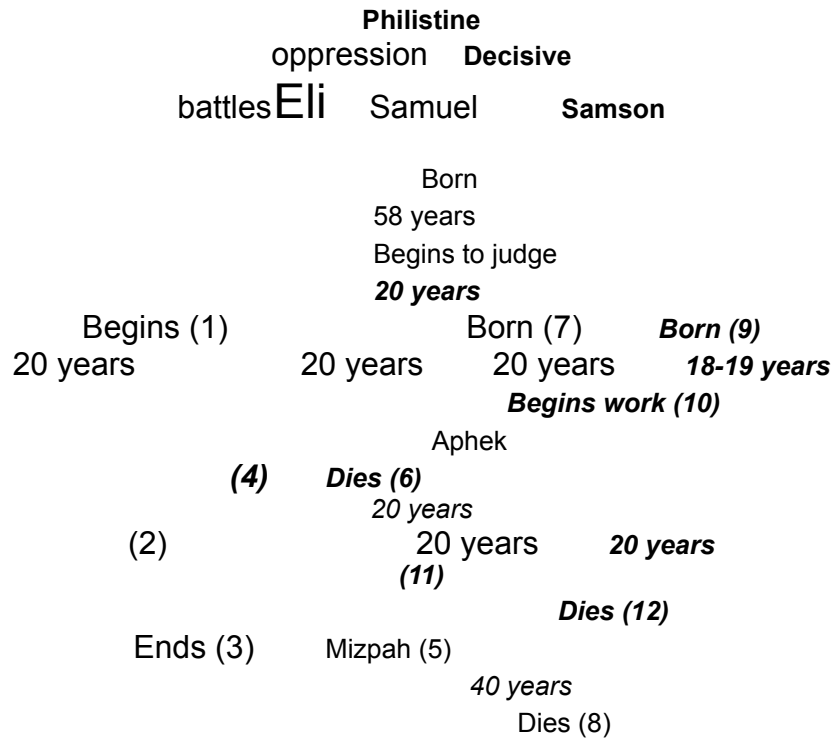 Philistine
oppression Decisive
battles Eli Samuel Samson
Born
58 years
Begins to judge
20 years
Begins (1) Born (7) Born (9)
20 years 20 years 20 years 18-19 years
Begins work (10)
Aphek
(4) Dies (6)
20 years
(2) 20 years 20 years
(11)
Dies (12)
Ends (3) Mizpah (5)
40 years
Dies (8)